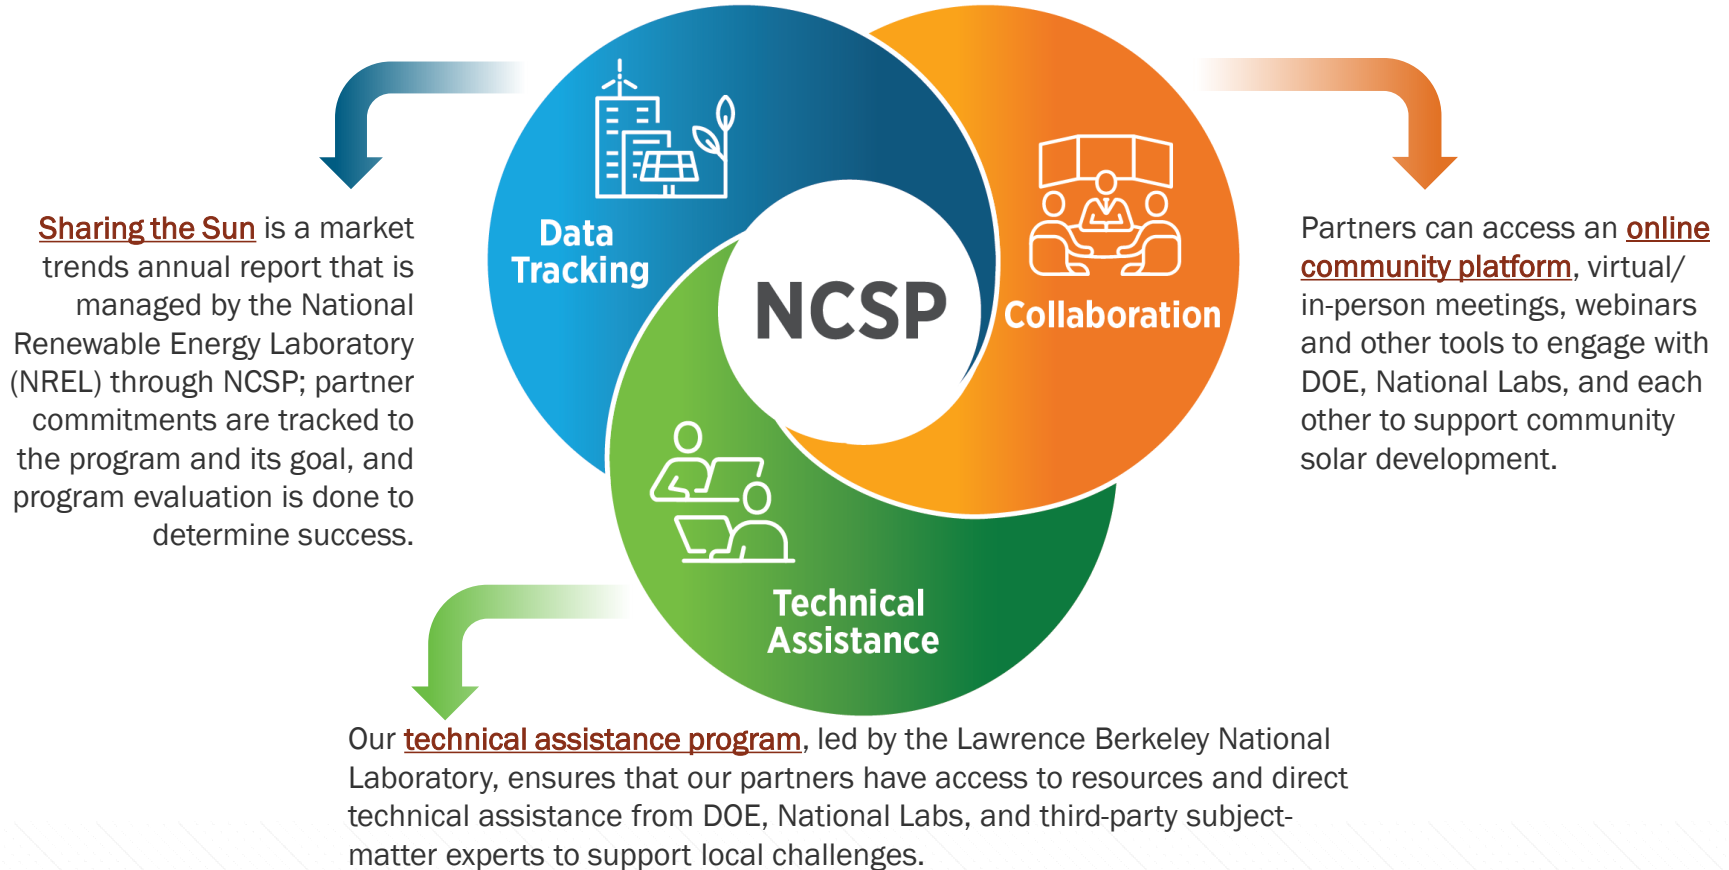 Data
Tracking
NCSP
Collaboration
Technical
Assistance
Sharing the Sun is a market
trends annual report that is
managed by the National
Renewable Energy Laboratory
(NREL) through NCSP; partner
commitments are tracked to
the program and its goal, and
program evaluation is done to
determine success.
Partners can access an online
community platform, virtual/
in-person meetings, webinars
and other tools to engage with
DOE, National Labs, and each
other to support community
solar development.
Our technical assistance program, led by the Lawrence Berkeley National
Laboratory, ensures that our partners have access to resources and direct
technical assistance from DOE, National Labs, and third-party subject-
matter experts to support local challenges.